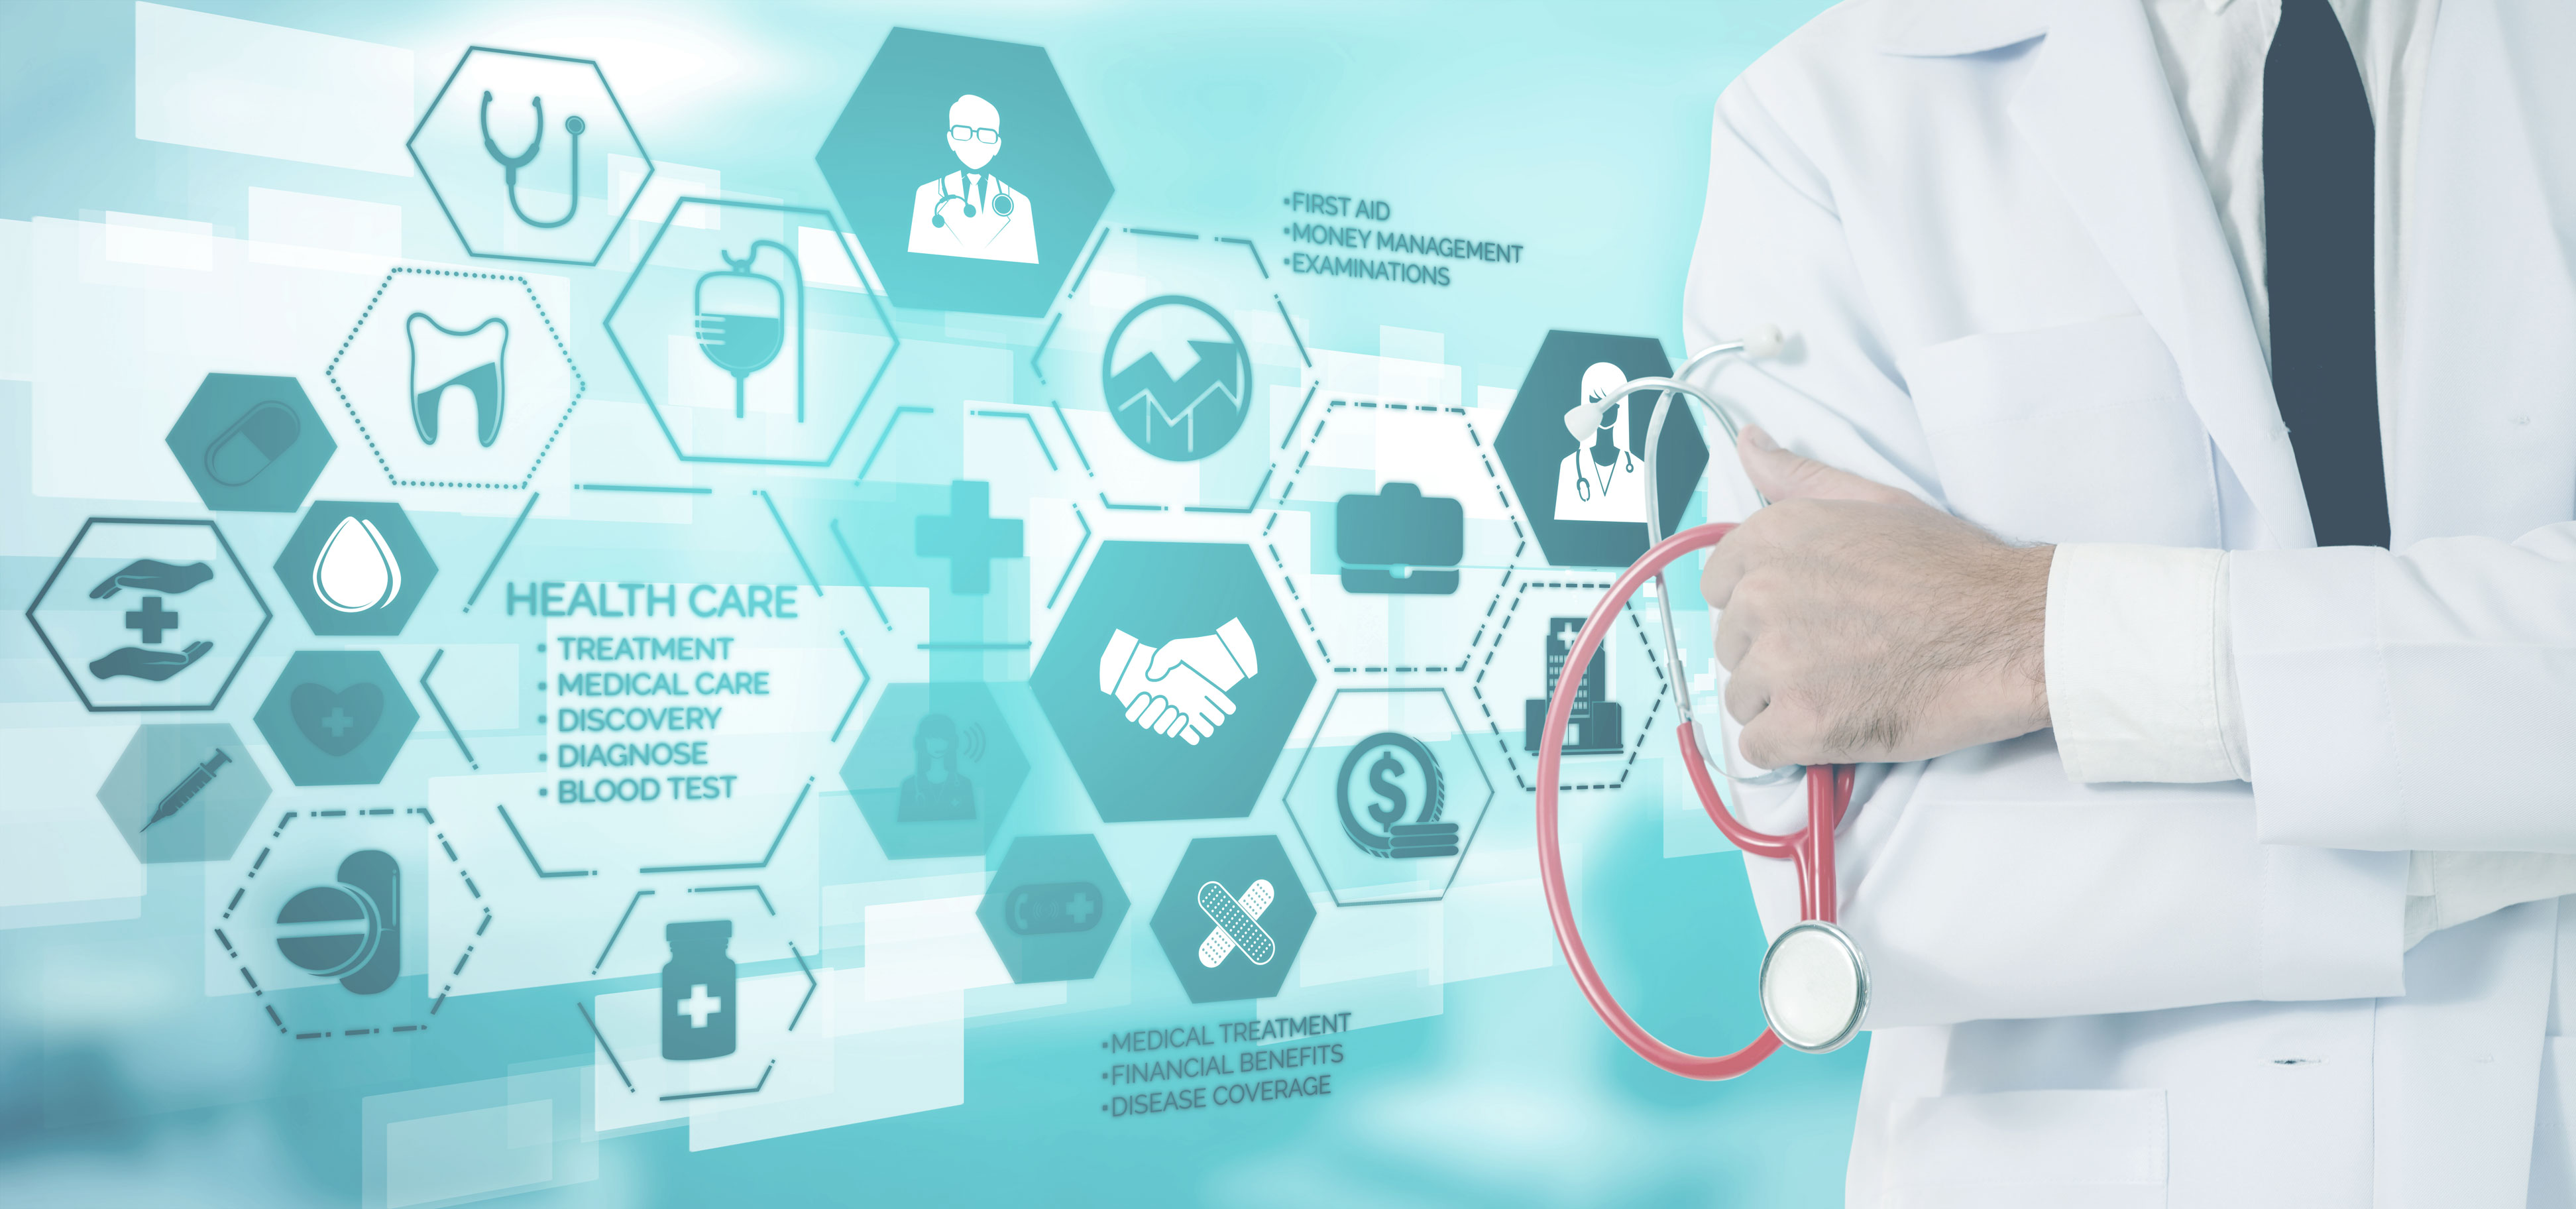 •FIRST AID
•MONEY MANAGEMENT
•EXAMINATIONS
HEALTH CARE
• TREATMENT
• MEDICAL CARE
• DISCOVERY
• DIAGNOSE
• BLOOD TEST
$
•MEDICAL TREATMENT
•FINANCIAL BENEFITS
•DISEASE COVERAGE